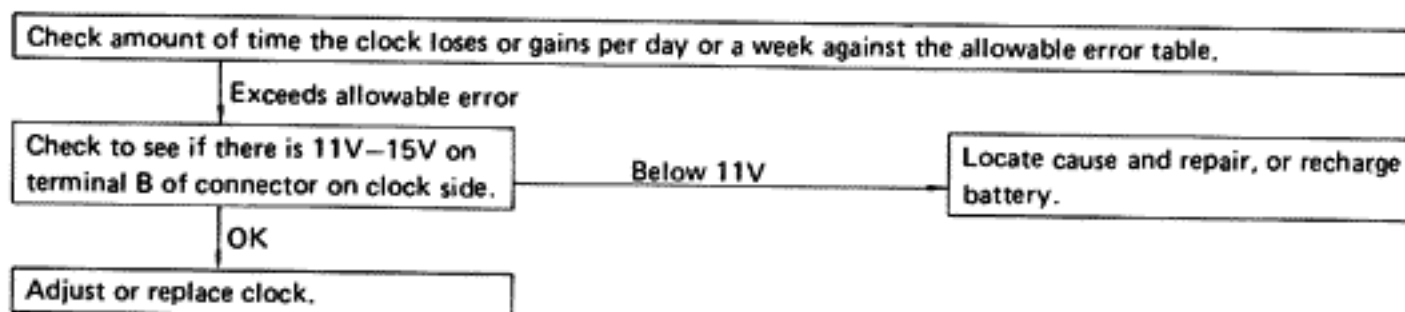 Check amount of time the clock loses or gains per day or a week against the allowable error table.
Exceeds allowable error
Check to see if there is 11V–15V on
terminal B of connector on clock side.
Below 11V
Locate cause and repair, or recharge
battery.
OK
Adjust or replace clock.